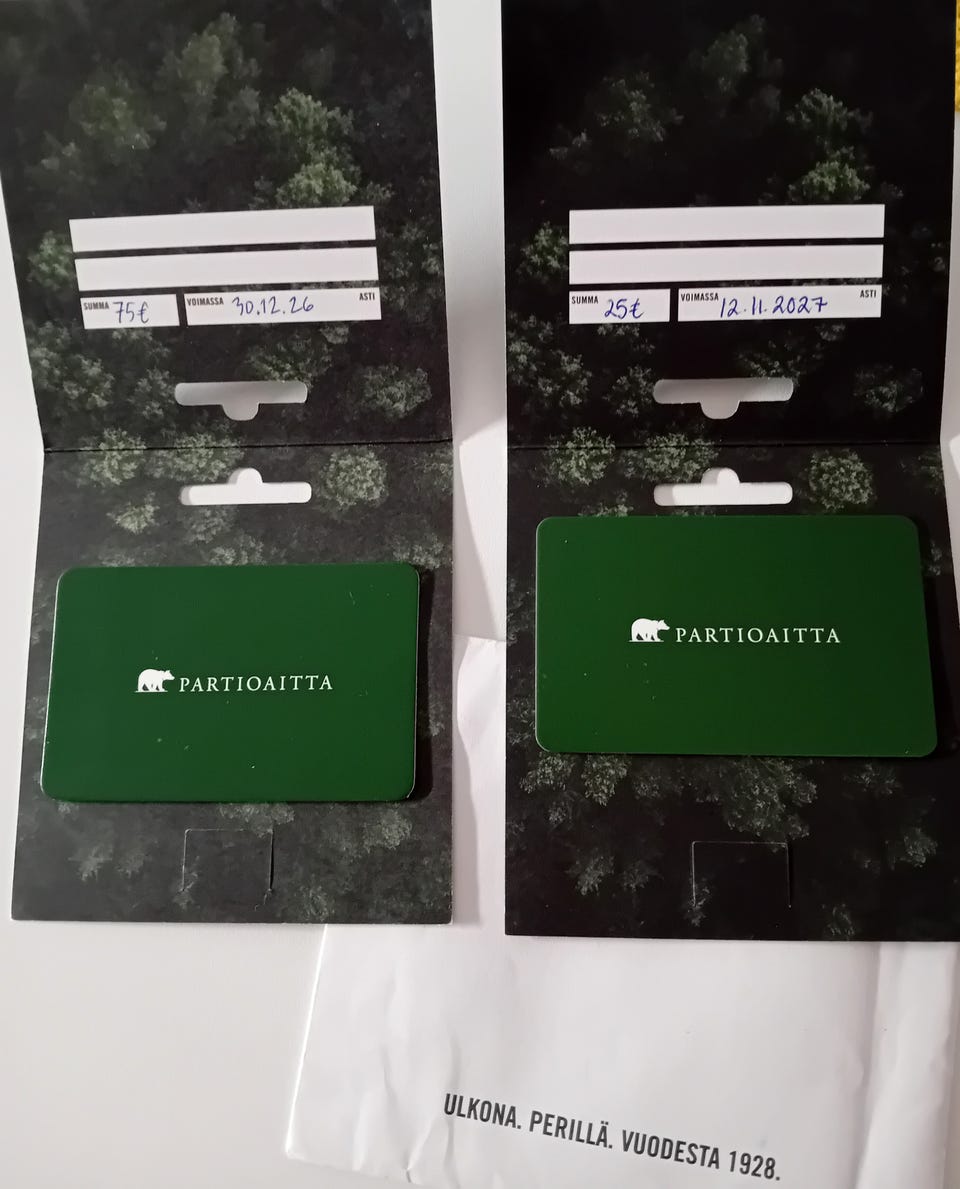 SUMMA 75€ VOIMASSA 30.12.26 ASTI
PARTIOAITTA
SUMMA 25€ VOIMASSA 12.11.2027 ASTI
PARTIOAITTA
ULKONA. PERILLÄ. VUODESTA 1928.